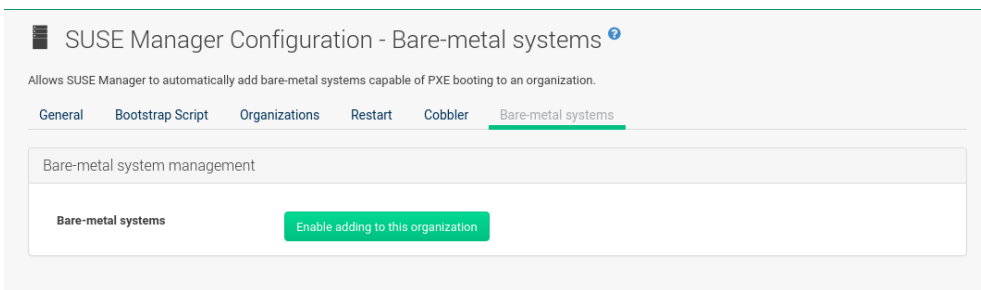 SUSE Manager Configuration - Bare-metal systems ?
Allows SUSE Manager to automatically add bare-metal systems capable of PXE booting to an organization.
General Bootstrap Script Organizations Restart Cobbler Bare-metal systems
Bare-metal system management
Bare-metal systems Enable adding to this organization